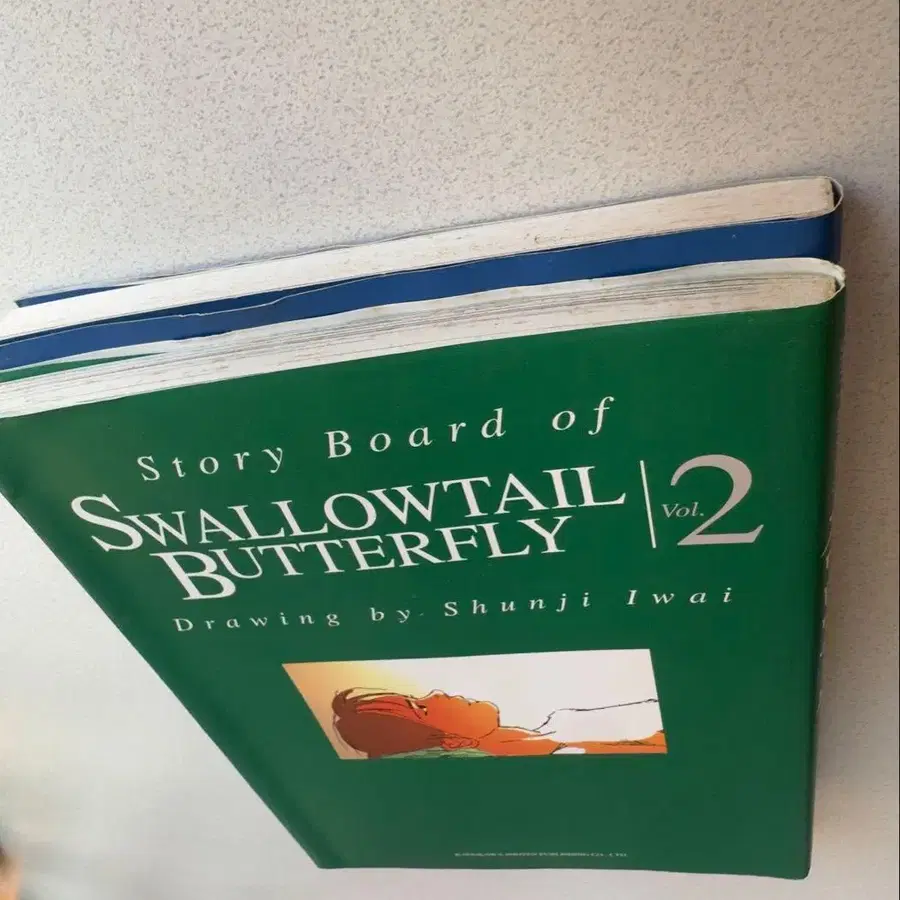 Story Board of
SWALLOWTAIL
BUTTERFLY
Vol. 2
Drawing by Shunji Iwai